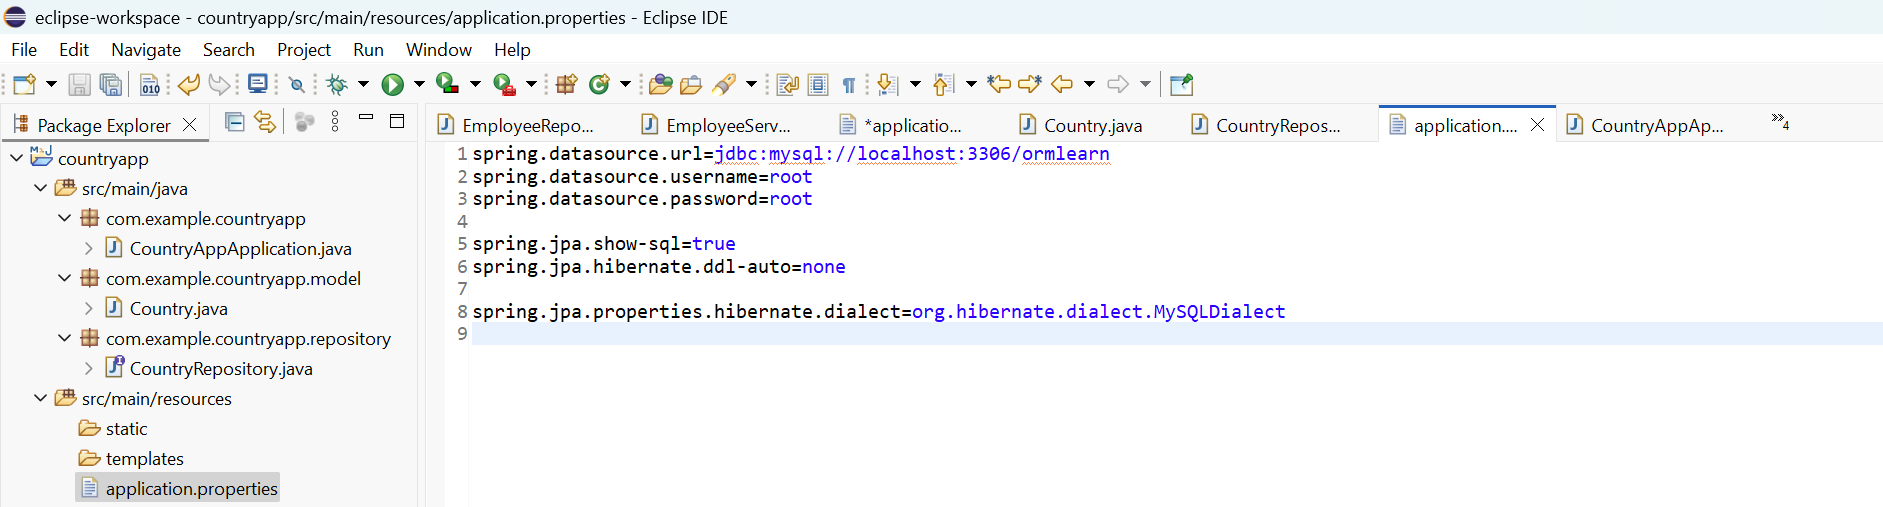 eclipse-workspace - countryapp/src/main/resources/application.properties - Eclipse IDE
File Edit Navigate Search Project Run Window Help
010
Package Explorer
EmployeeRepo... EmployeeServ... *applicatio... Country.java CountryRepos... application.... CountryAppAp... »4
countryapp
src/main/java
com.example.countryapp
CountryAppApplication.java
com.example.countryapp.model
Country.java
com.example.countryapp.repository
CountryRepository.java
src/main/resources
static
templates
application.properties
1 spring.datasource.url=jdbc:mysql://localhost:3306/ormlearn
2 spring.datasource.username=root
3 spring.datasource.password=root
4
5 spring.jpa.show-sql=true
6 spring.jpa.hibernate.ddl-auto=none
7
8 spring.jpa.properties.hibernate.dialect=org.hibernate.dialect.MySQLDialect
9